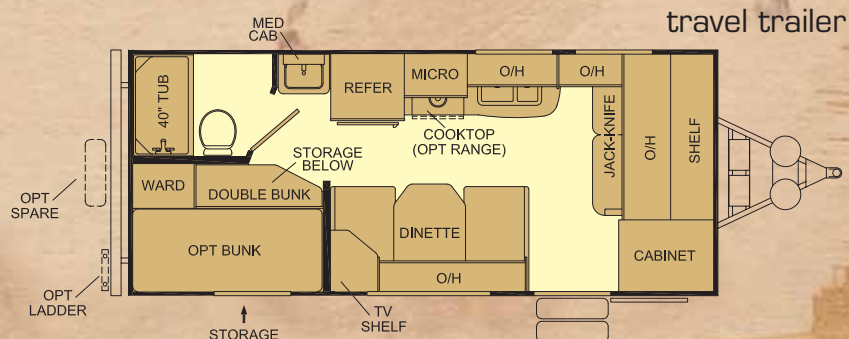 travel trailer
MED
CAB
40" TUB
REFER
MICRO
O/H
O/H
COOKTOP
(OPT RANGE)
JACK-KNIFE
O/H
SHELF
STORAGE
BELOW
OPT
SPARE
WARD
DOUBLE BUNK
DINETTE
OPT BUNK
CABINET
O/H
OPT
LADDER
TV
SHELF
STORAGE